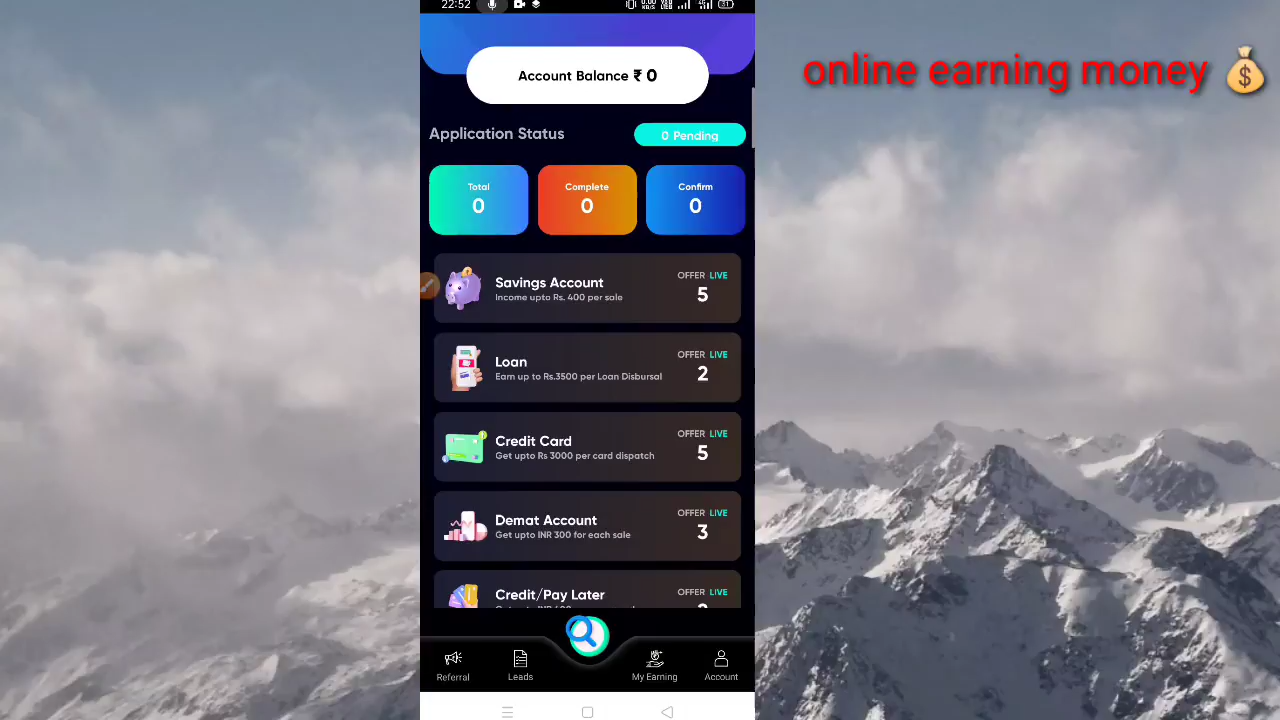 22:52
online earning money 💰
Account Balance ₹ 0
Application Status
0 Pending
Total
0
Complete
0
Confirm
0
Savings Account
Income upto Rs. 400 per sale
OFFER LIVE
5
Loan
Earn up to Rs.3500 per Loan Disbursal
OFFER LIVE
2
Credit Card
Get upto Rs 3000 per card dispatch
OFFER LIVE
5
Demat Account
Get upto INR 300 for each sale
OFFER LIVE
3
Credit/Pay Later
OFFER LIVE
Referral
Leads
My Earning
Account